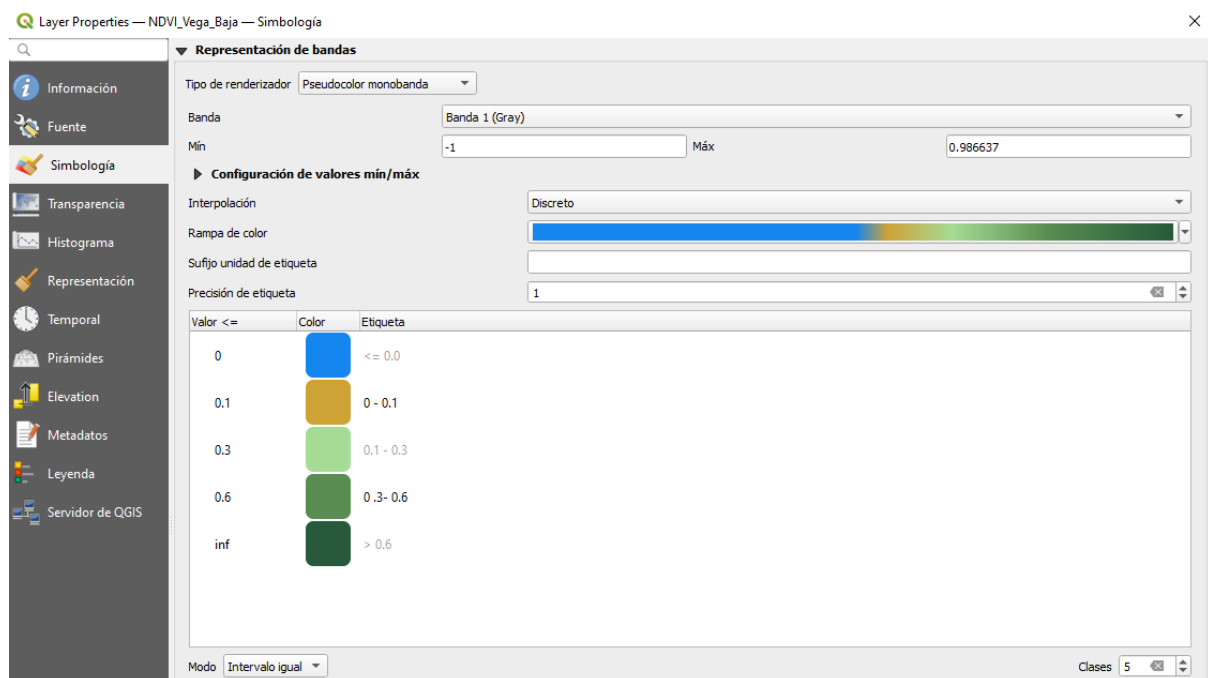 Layer Properties — NDVI_Vega_Baja — Simbología
Representación de bandas
Información
Fuente
Simbología
Transparencia
Histograma
Representación
Temporal
Pirámides
Elevation
Metadatos
Leyenda
Servidor de QGIS
Tipo de renderizador Pseudocolor monobanda
Banda Banda 1 (Gray)
Mín -1 Máx 0.986637
Configuración de valores mín/máx
Interpolación Discreto
Rampa de color
Sufijo unidad de etiqueta
Precisión de etiqueta 1
Valor <= Color Etiqueta
0 <= 0.0
0.1 0 - 0.1
0.3 0.1 - 0.3
0.6 0 .3- 0.6
inf > 0.6
Modo Intervalo igual Clases 5